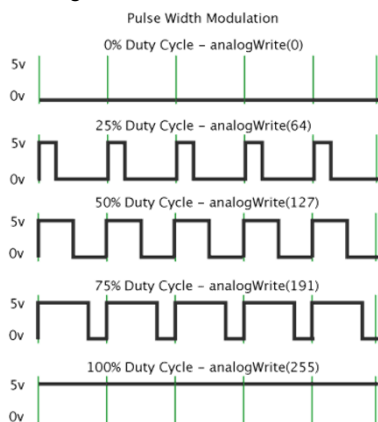 Pulse Width Modulation
0% Duty Cycle – analogWrite(0)
5v
0v
25% Duty Cycle – analogWrite(64)
5v
0v
50% Duty Cycle – analogWrite(127)
5v
0v
75% Duty Cycle – analogWrite(191)
5v
0v
100% Duty Cycle – analogWrite(255)
5v
0v